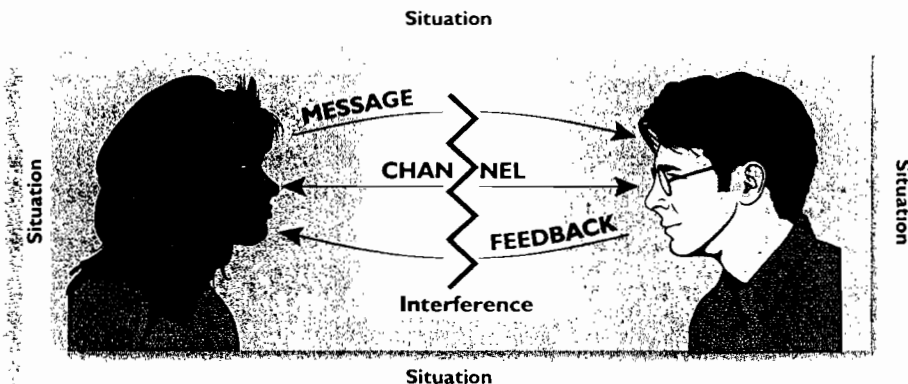 Situation
MESSAGE
Situation
CHAN NEL
Situation
FEEDBACK
Interference
Situation